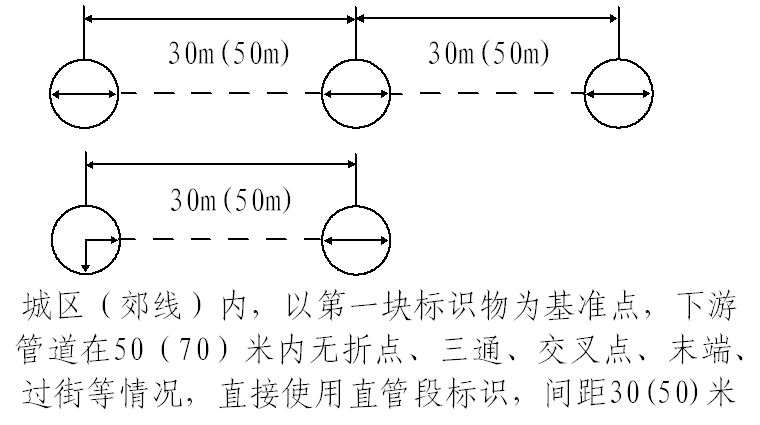 30m(50m) 30m(50m)
30m(50m)
城区（郊线）内，以第一块标识物为基准点，下游
管道在50（70）米内无折点、三通、交叉点、末端、
过街等情况，直接使用直管段标识，间距30(50)米